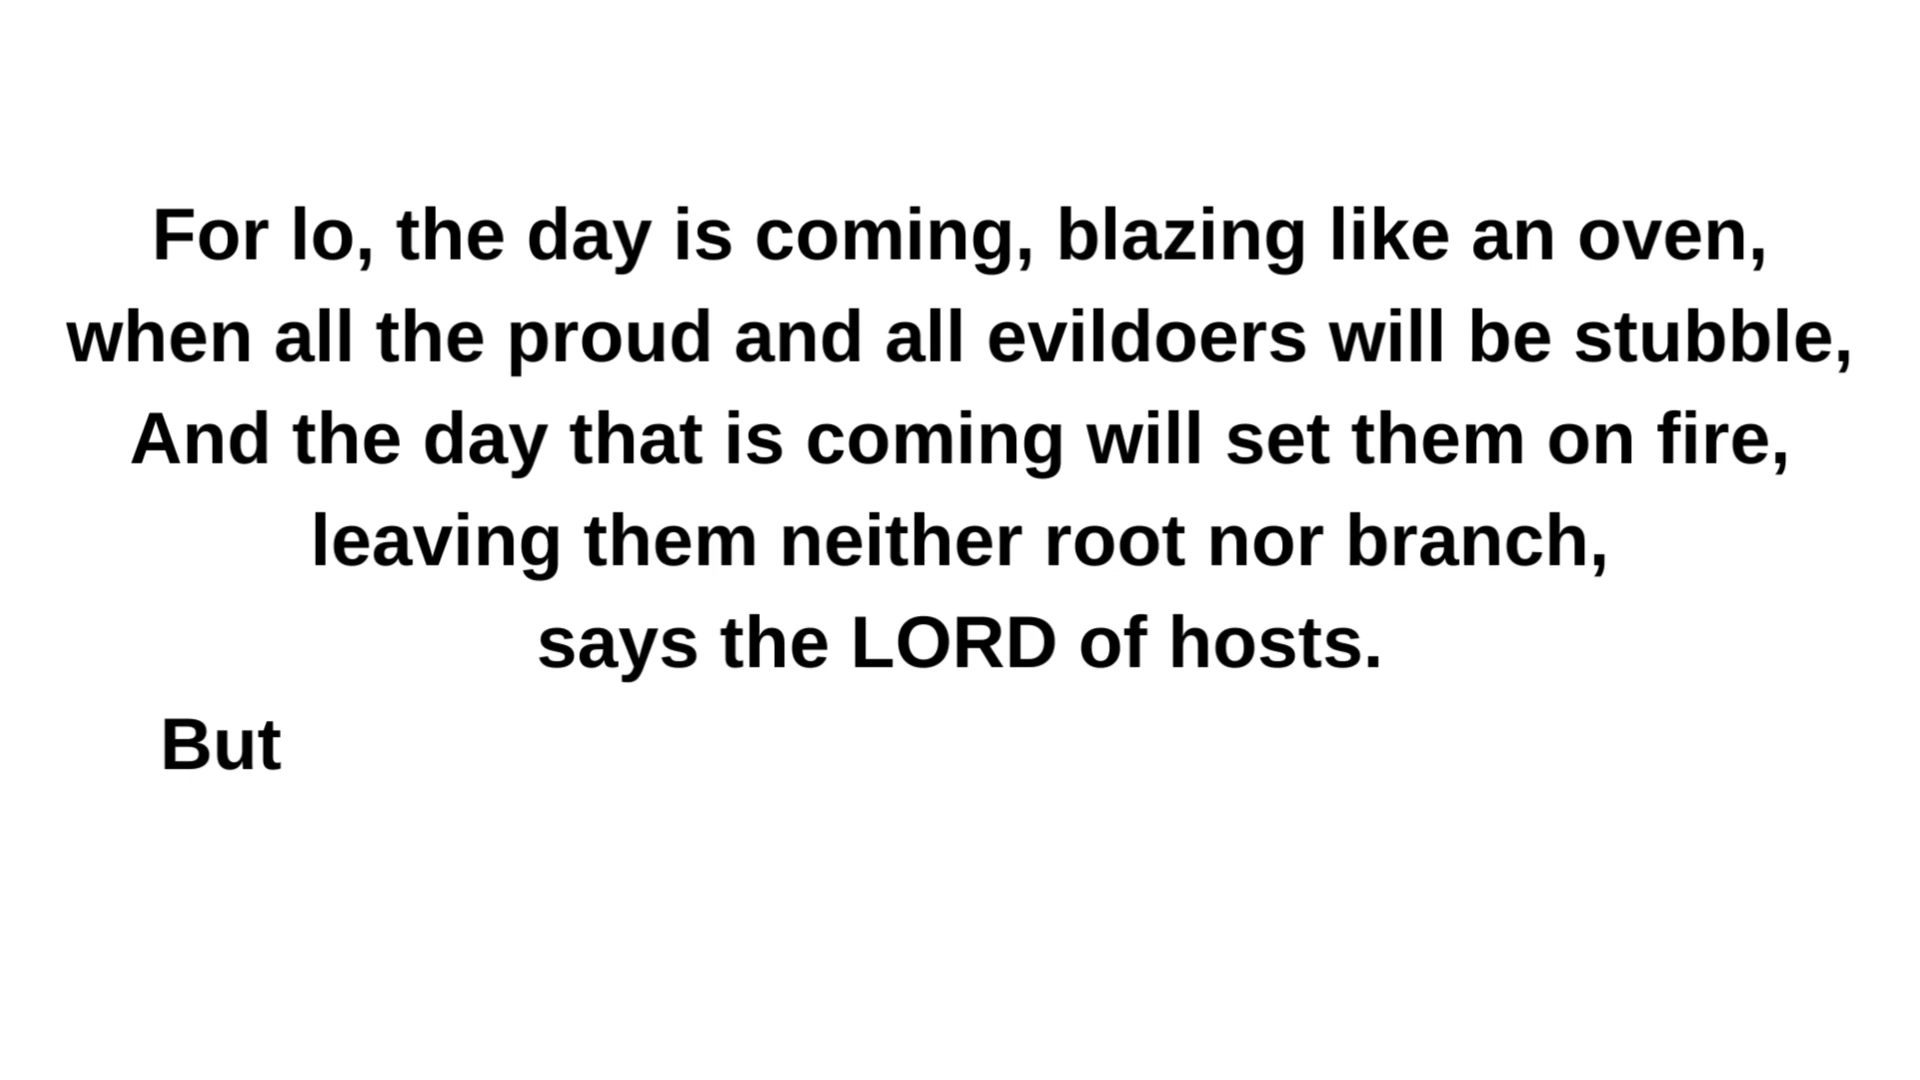 For lo, the day is coming, blazing like an oven,
when all the proud and all evildoers will be stubble,
And the day that is coming will set them on fire,
leaving them neither root nor branch,
says the LORD of hosts.
But